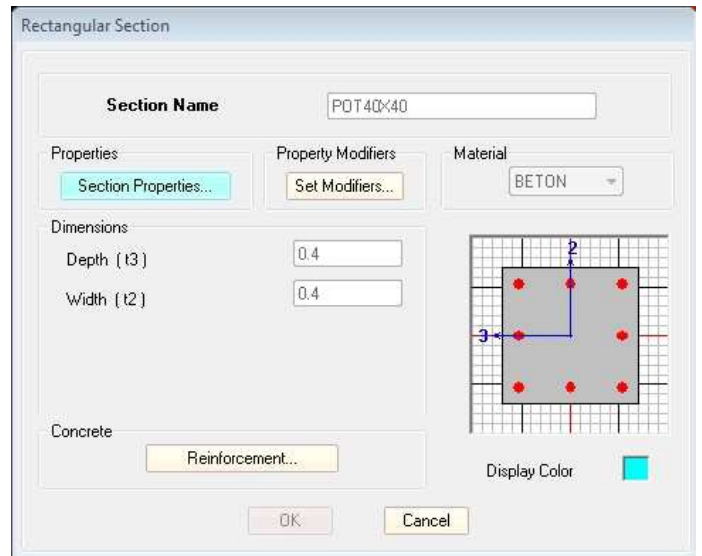 Rectangular Section
Section Name POT40X40
Properties Property Modifiers Material
Section Properties... Set Modifiers... BETON
Dimensions
Depth ( t3 ) 0.4
Width ( t2 ) 0.4
2
3
Concrete
Reinforcement...
Display Color
OK Cancel